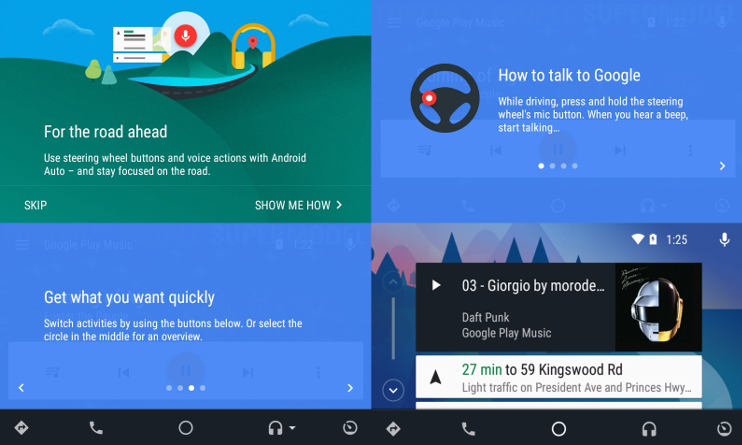 For the road ahead
Use steering wheel buttons and voice actions with Android
Auto – and stay focused on the road.
SKIP
SHOW ME HOW
Google Play Music
1:22
How to talk to Google
While driving, press and hold the steering
wheel's mic button. When you hear a beep,
start talking...
Google Play Music
1:22
Get what you want quickly
Switch activities by using the buttons below. Or select the
circle in the middle for an overview.
1:25
03 - Giorgio by morode...
Daft Punk
Google Play Music
27 min to 59 Kingswood Rd
Light traffic on President Ave and Princes Hwy...